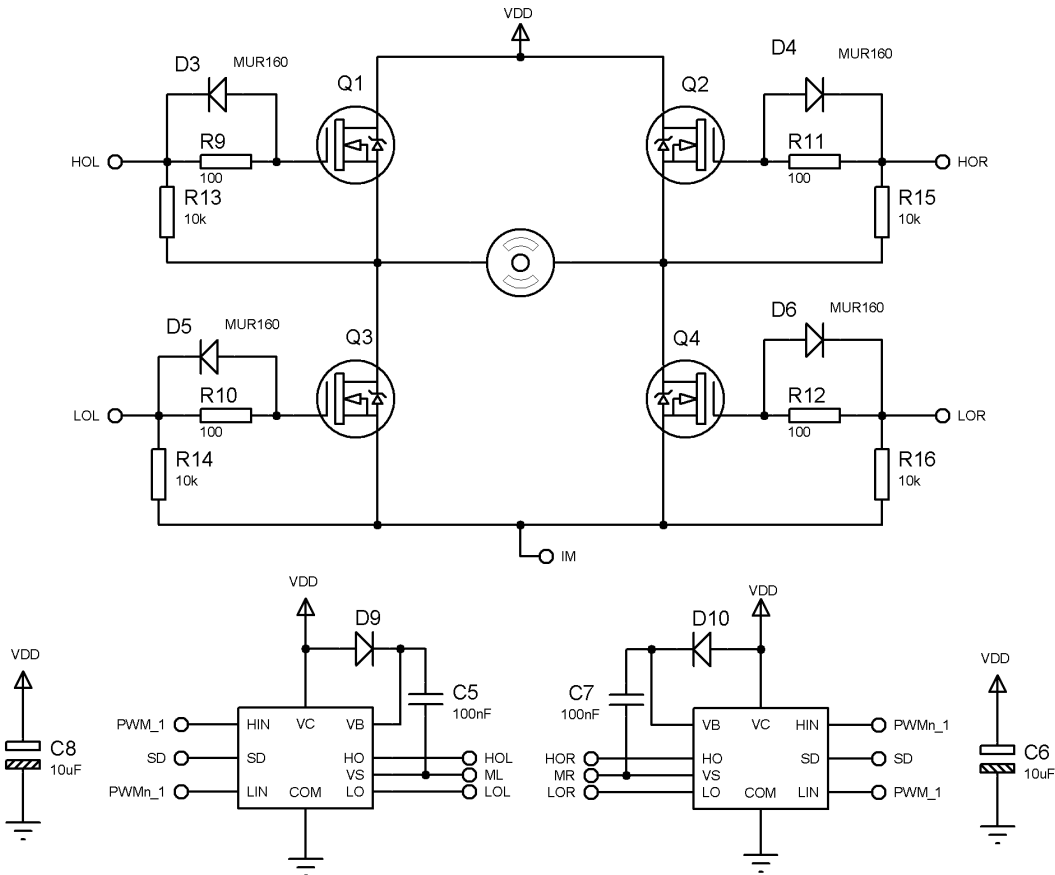 VDD
D3 MUR160
D4 MUR160
Q1
Q2
R9
100
R11
100
HOL
HOR
R13
10k
R15
10k
D5 MUR160
D6 MUR160
Q3
Q4
R10
100
R12
100
LOL
LOR
R14
10k
R16
10k
IM
VDD
VDD
D9
D10
VDD
VDD
C5
100nF
C7
100nF
PWM_1
HIN VC VB
VB VC HIN
PWMn_1
C8
10uF
SD
SD HO
HOL
HOR
HO SD
SD
C6
10uF
VS
ML
MR
VS
PWMn_1
LIN COM LO
LOL
LOR
LO COM LIN
PWM_1